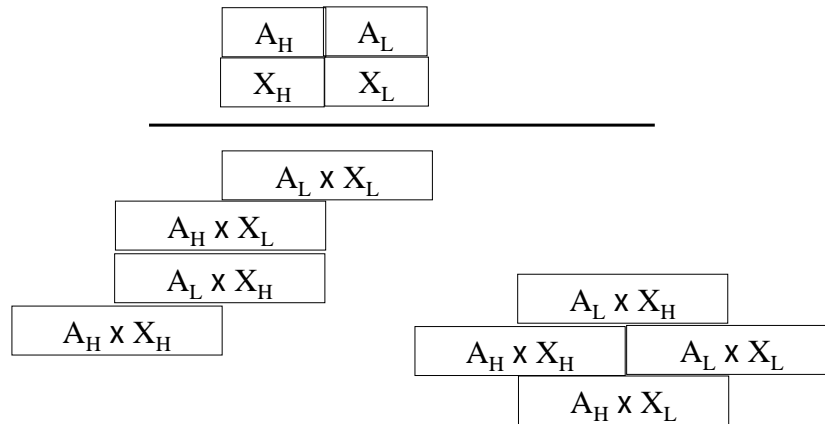 A_H A_L
X_H X_L
A_L x X_L
A_H x X_L
A_L x X_H
A_H x X_H
A_L x X_H
A_H x X_H A_L x X_L
A_H x X_L